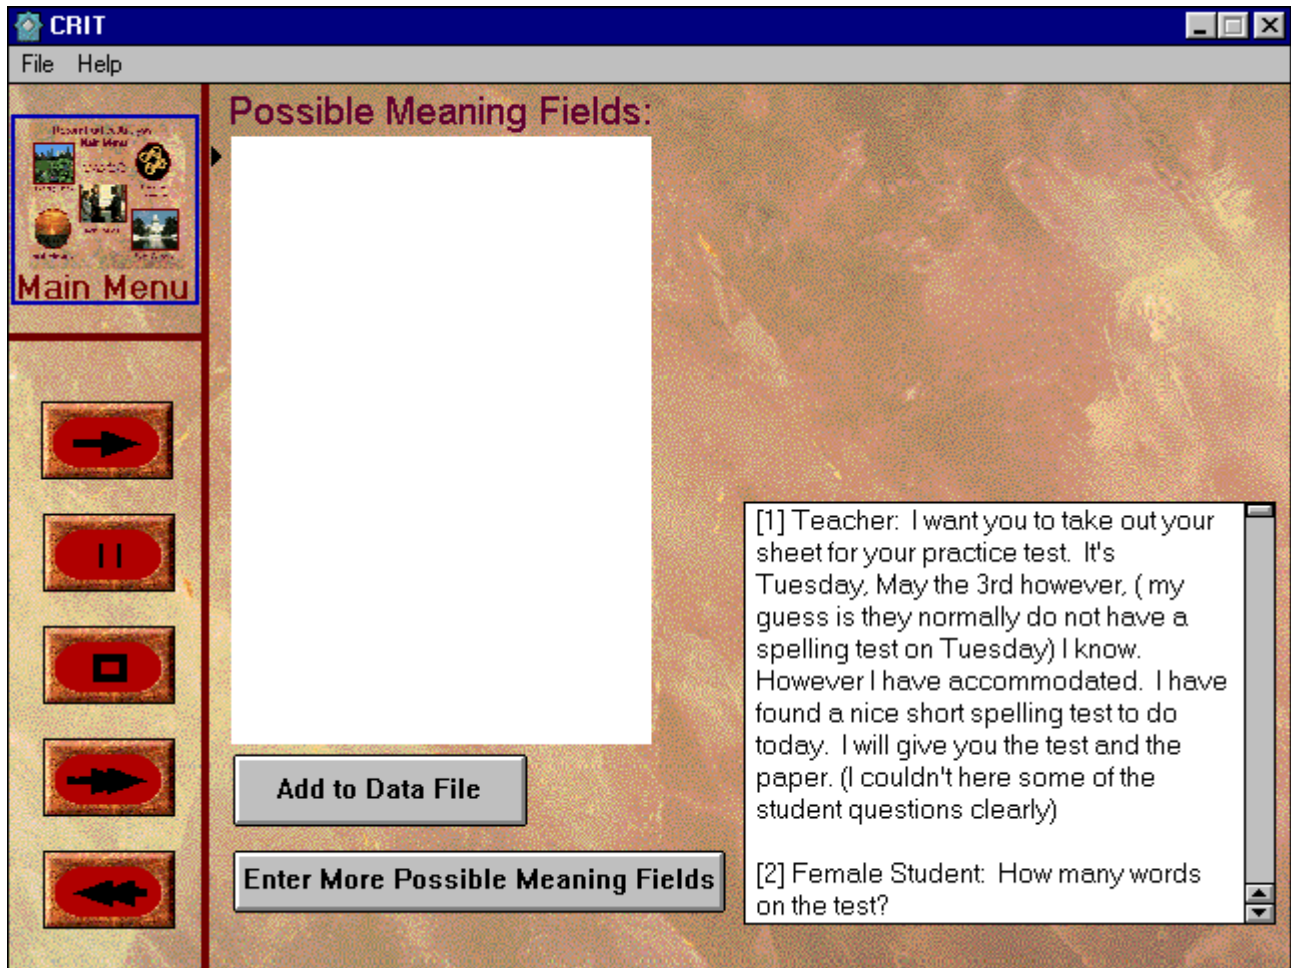 CRIT
File Help
Possible Meaning Fields:
Main Menu
Main Menu
Add to Data File
Enter More Possible Meaning Fields
[1] Teacher: I want you to take out your
sheet for your practice test. It's
Tuesday, May the 3rd however, ( my
guess is they normally do not have a
spelling test on Tuesday) I know.
However I have accommodated. I have
found a nice short spelling test to do
today. I will give you the test and the
paper. (I couldn't here some of the
student questions clearly)
[2] Female Student: How many words
on the test?